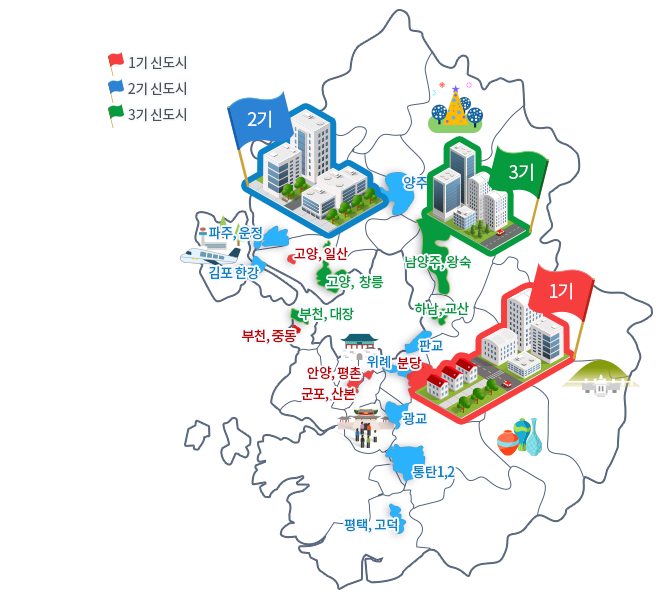 1기 신도시
2기 신도시
3기 신도시
2기
3기
양주
파주, 운정
고양, 일산
남양주, 왕숙
김포 한강
고양, 창릉
1기
하남, 교산
부천, 대장
부천, 중동
판교
위례
분당
안양, 평촌
군포, 산본
광교
동탄1,2
평택, 고덕